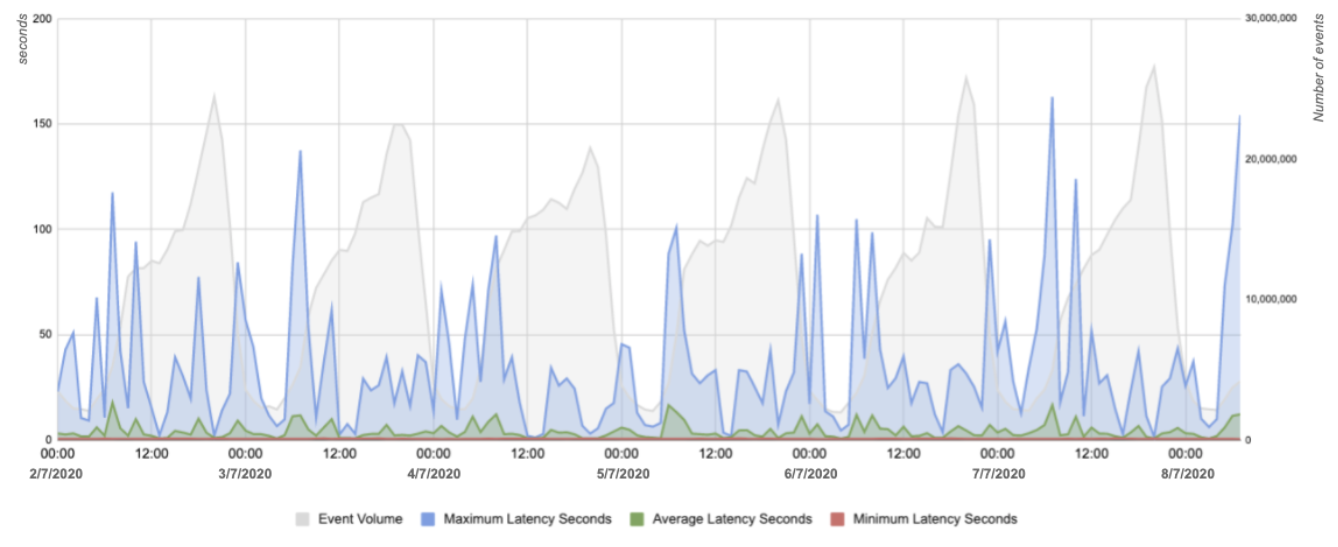 seconds
200
150
100
50
0
30,000,000
20,000,000
10,000,000
0
Number of events
00:00 12:00 00:00 12:00 00:00 12:00 00:00 12:00 00:00 12:00 00:00 12:00 00:00
2/7/2020 3/7/2020 4/7/2020 5/7/2020 6/7/2020 7/7/2020 8/7/2020
Event Volume Maximum Latency Seconds Average Latency Seconds Minimum Latency Seconds